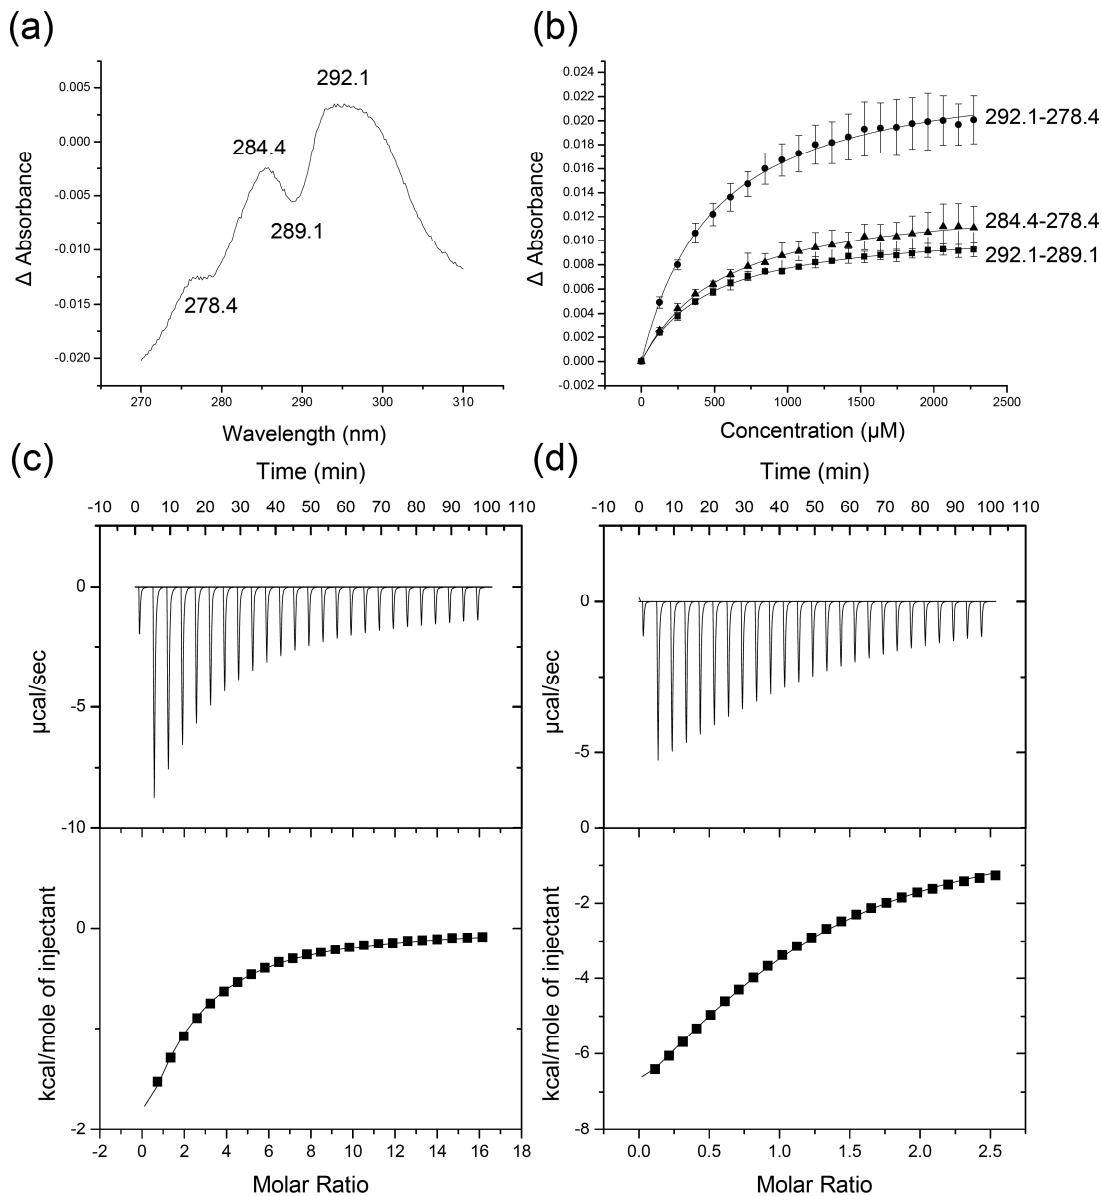 (a)
(b)
Δ Absorbance
0.005
0.000
-0.005
-0.010
-0.015
-0.020
292.1
284.4
289.1
278.4
270 280 290 300 310
Wavelength (nm)
Δ Absorbance
0.024
0.022
0.020
0.018
0.016
0.014
0.012
0.010
0.008
0.006
0.004
0.002
0.000
-0.002
292.1-278.4
284.4-278.4
292.1-289.1
0 500 1000 1500 2000 2500
Concentration (µM)
(c)
Time (min)
-10 0 10 20 30 40 50 60 70 80 90 100 110
µcal/sec
0
-5
-10
kcal/mole of injectant
0
-1
-2
-2 0 2 4 6 8 10 12 14 16 18
Molar Ratio
(d)
Time (min)
-10 0 10 20 30 40 50 60 70 80 90 100 110
µcal/sec
0
-5
0
kcal/mole of injectant
-2
-4
-6
-8
0.0 0.5 1.0 1.5 2.0 2.5
Molar Ratio